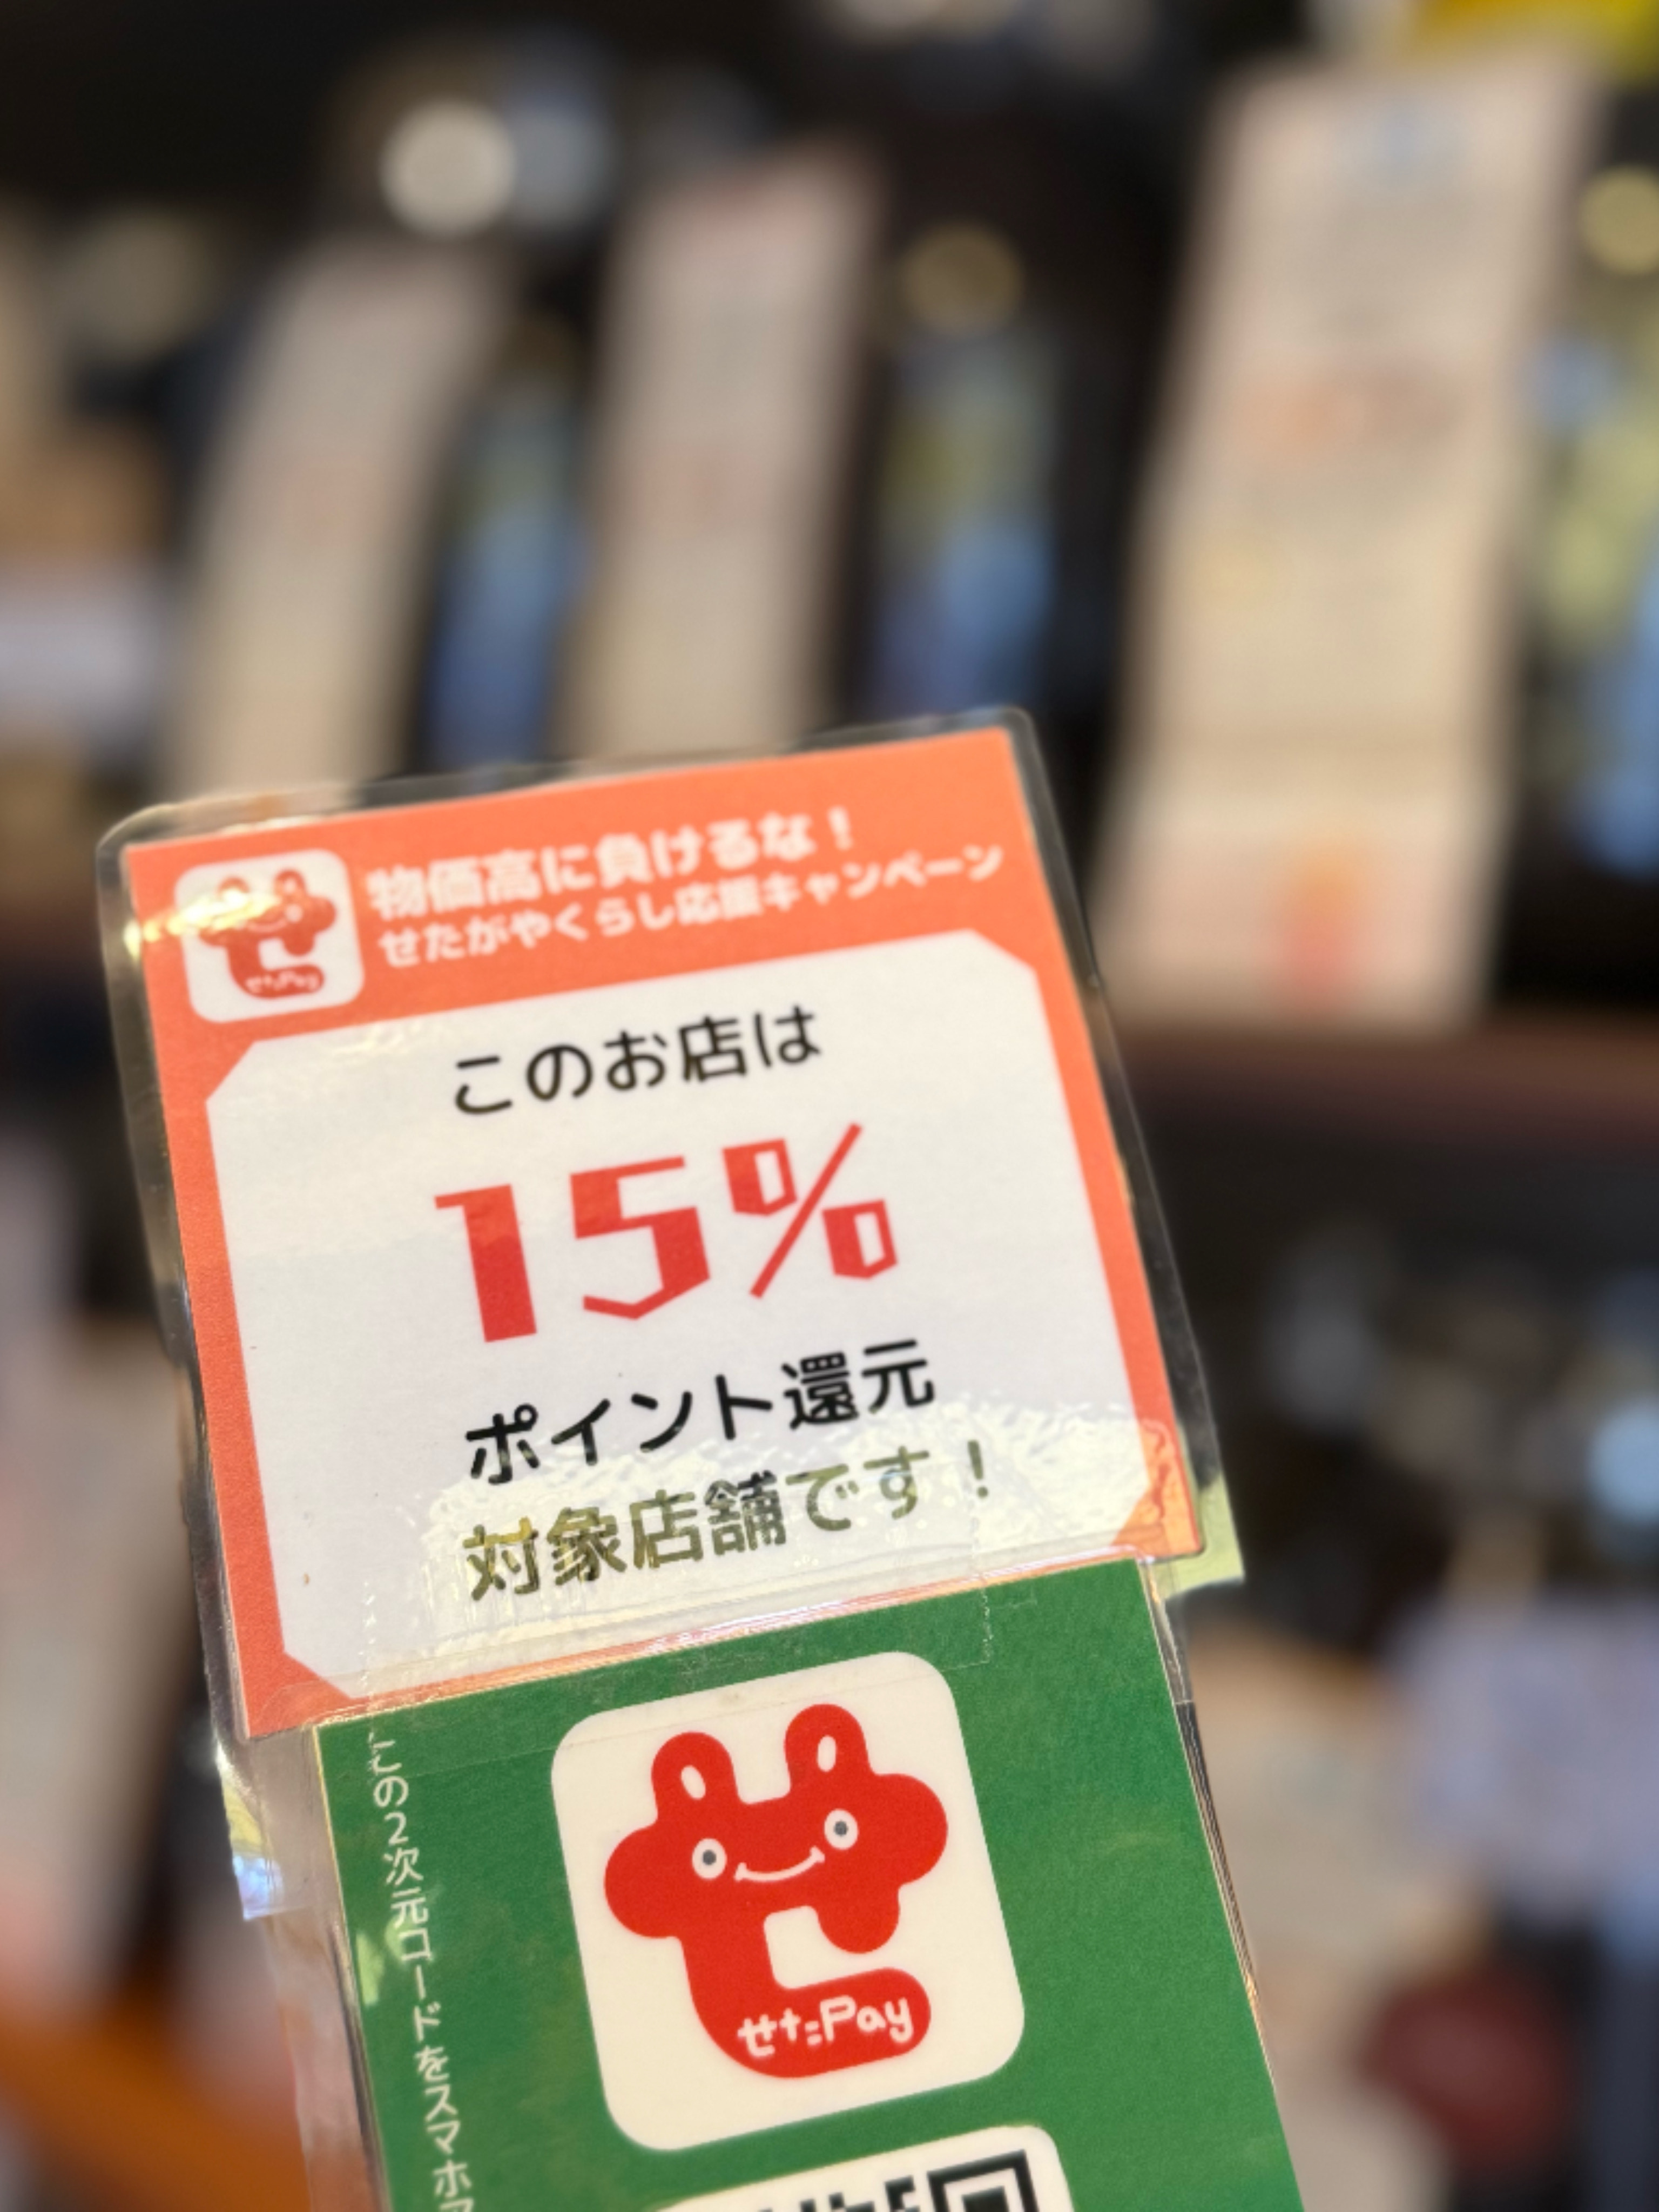 物価高に負けるな！
せたがやくらし応援キャンペーン
せたPay
このお店は
15%
ポイント還元
対象店舗です！
せたPay
この2次元コードをスマホア